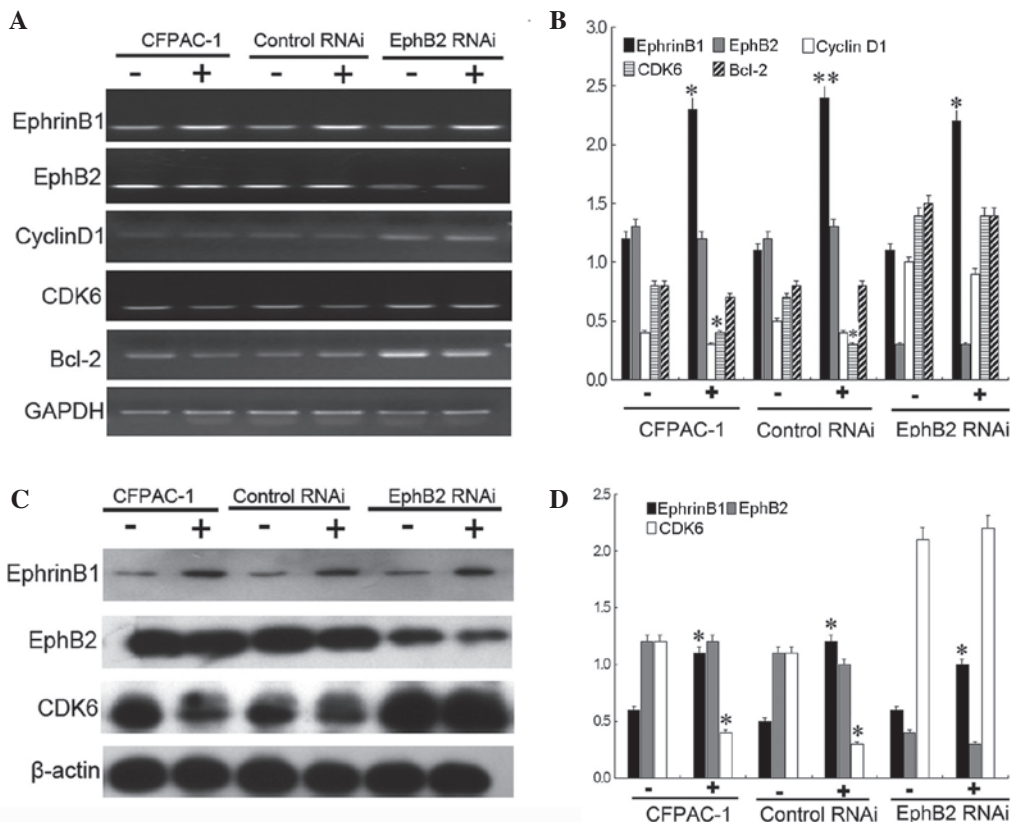 A
CFPAC-1 Control RNAi EphB2 RNAi
- + - + - +
EphrinB1
EphB2
CyclinD1
CDK6
Bcl-2
GAPDH
B
EphrinB1 EphB2 Cyclin D1
CDK6 Bcl-2
3.0
2.5
2.0
1.5
1.0
0.5
0.0
* ** *
* *
- + - + - +
CFPAC-1 Control RNAi EphB2 RNAi
C
CFPAC-1 Control RNAi EphB2 RNAi
- + - + - +
EphrinB1
EphB2
CDK6
β-actin
D
EphrinB1 EphB2
CDK6
2.5
2.0
1.5
1.2
1.0
0.5
0.0
* * *
* *
- + - + - +
CFPAC-1 Control RNAi EphB2 RNAi